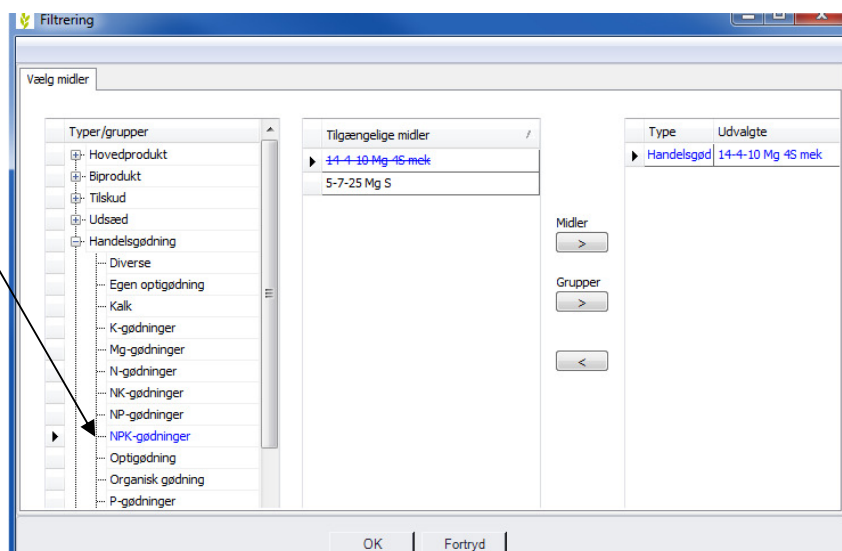 Filtrering
Vælg midler
Typer/grupper
Hovedprodukt
Biprodukt
Tilskud
Udsæd
Handelsgødning
Diverse
Egen optigødning
Kalk
K-gødninger
Mg-gødninger
N-gødninger
NK-gødninger
NP-gødninger
NPK-gødninger
Optigødning
Organisk gødning
P-gødninger
Tilgængelige midler /
14-4-10 Mg 4S mek
5-7-25 Mg S
Midler
>
Grupper
>
<
Type Udvalgte
Handelsgød 14-4-10 Mg 4S mek
OK Fortryd